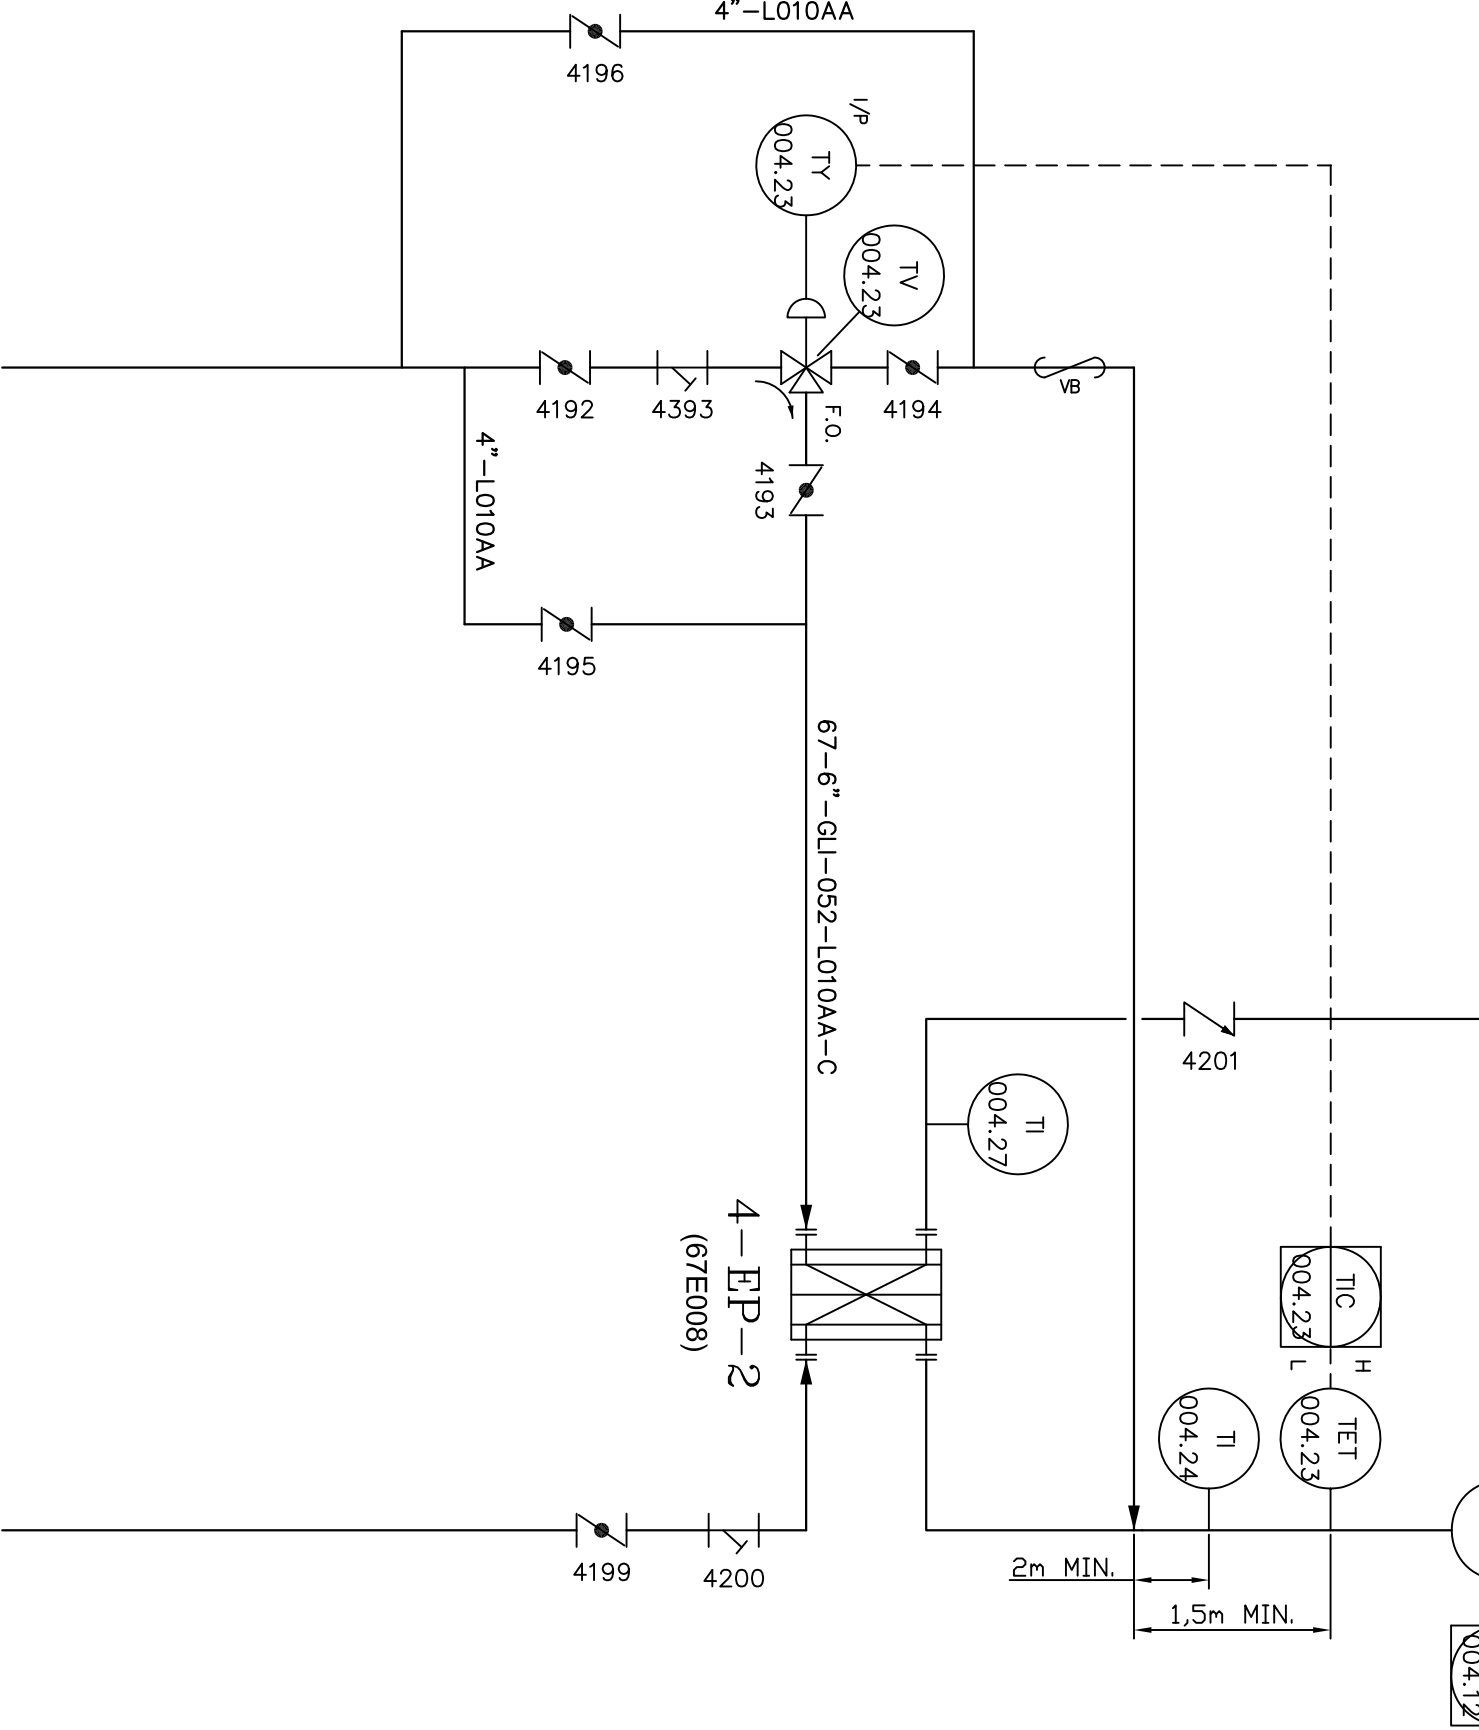 4"-L010AA
4196
I/P
TY
004.23
TV
004.23
VB
4192
4393
4194
F.O.
4193
4"-L010AA
4195
67-6"-GLI-052-L010AA-C
4201
TI
004.27
4-EP-2
(67E008)
TIC
004.23
H
L
TI
004.24
TET
004.23
4199
4200
2m MIN.
1,5m MIN.
004.12